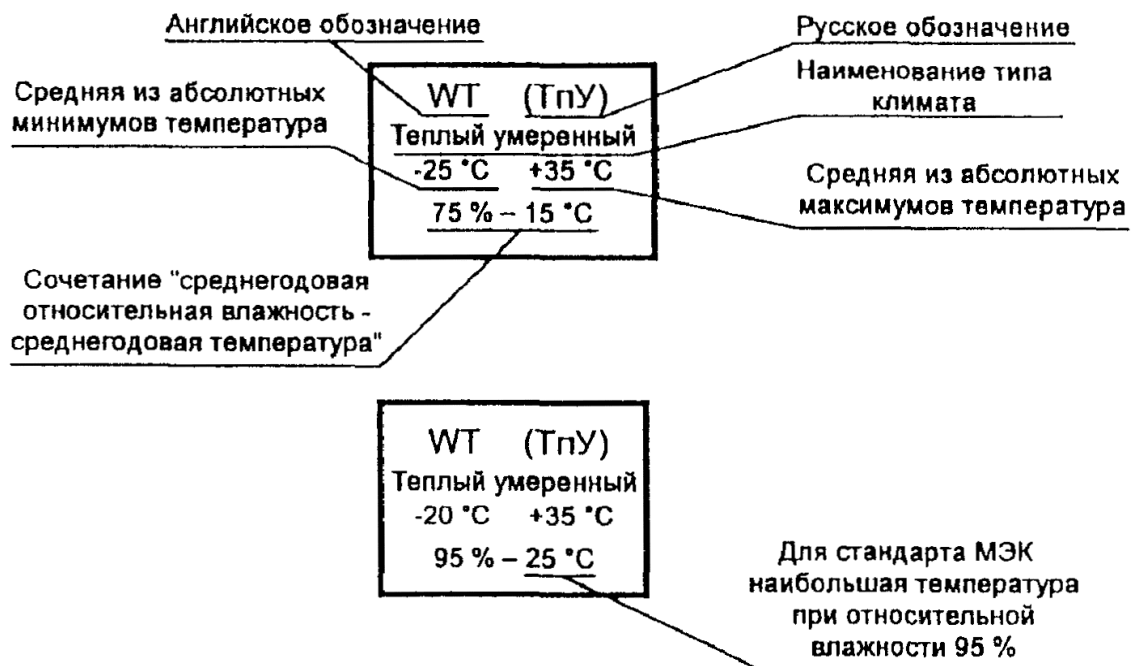 Английское обозначение
Русское обозначение
Наименование типа
климата
Средняя из абсолютных
минимумов температура
WT (ТпУ)
Теплый умеренный
-25 °C +35 °C
75 % – 15 °C
Средняя из абсолютных
максимумов температура
Сочетание "среднегодовая
относительная влажность -
среднегодовая температура"
WT (ТпУ)
Теплый умеренный
-20 °C +35 °C
95 % – 25 °C
Для стандарта МЭК
наибольшая температура
при относительной
влажности 95 %